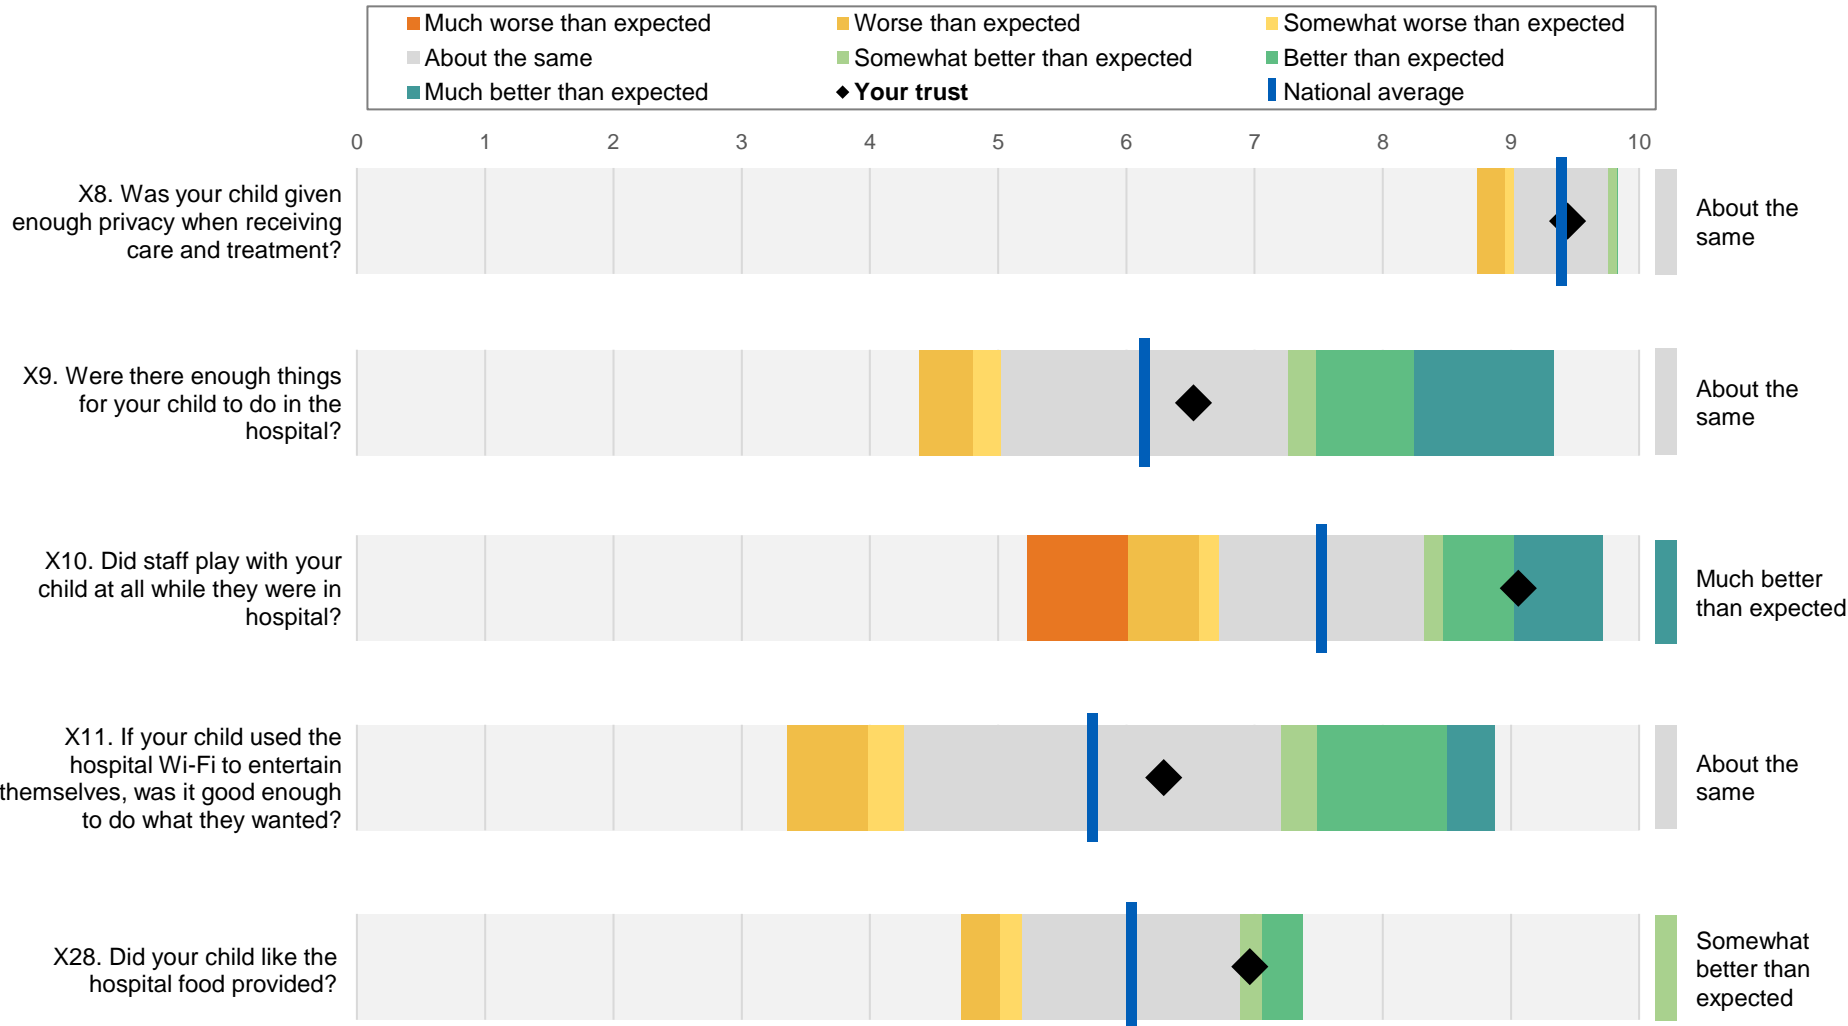 Much worse than expected
Worse than expected
Somewhat worse than expected
About the same
Somewhat better than expected
Better than expected
Much better than expected
Your trust
National average
0 1 2 3 4 5 6 7 8 9 10
X8. Was your child given
enough privacy when receiving
care and treatment?
About the
same
X9. Were there enough things
for your child to do in the
hospital?
About the
same
X10. Did staff play with your
child at all while they were in
hospital?
Much better
than expected
X11. If your child used the
hospital Wi-Fi to entertain
themselves, was it good enough
to do what they wanted?
About the
same
X28. Did your child like the
hospital food provided?
Somewhat
better than
expected